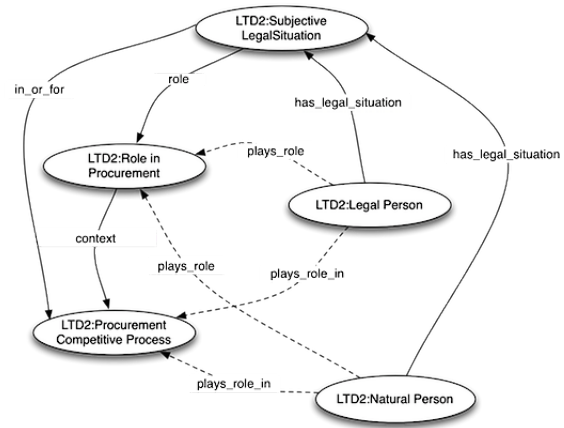 LTD2:Subjective
LegalSituation
in_or_for
role
has_legal_situation
has_legal_situation
plays_role
LTD2:Role in
Procurement
LTD2:Legal Person
context
plays_role
plays_role_in
LTD2:Procurement
Competitive Process
plays_role_in
LTD2:Natural Person